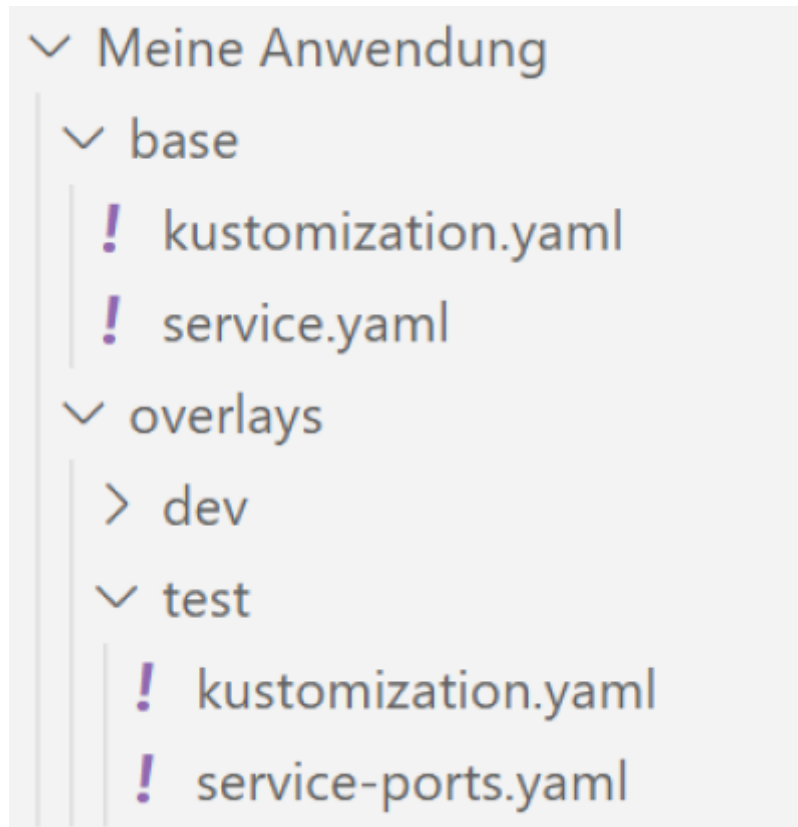 Meine Anwendung
base
! kustomization.yaml
! service.yaml
overlays
dev
test
! kustomization.yaml
! service-ports.yaml